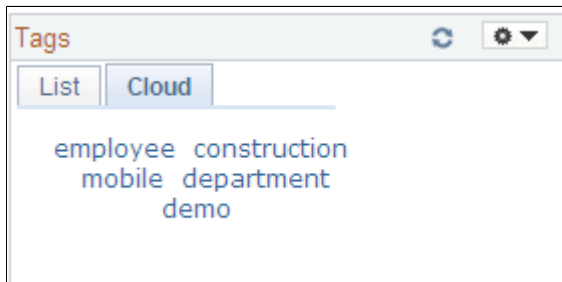 Tags
List Cloud
employee construction
mobile department
demo